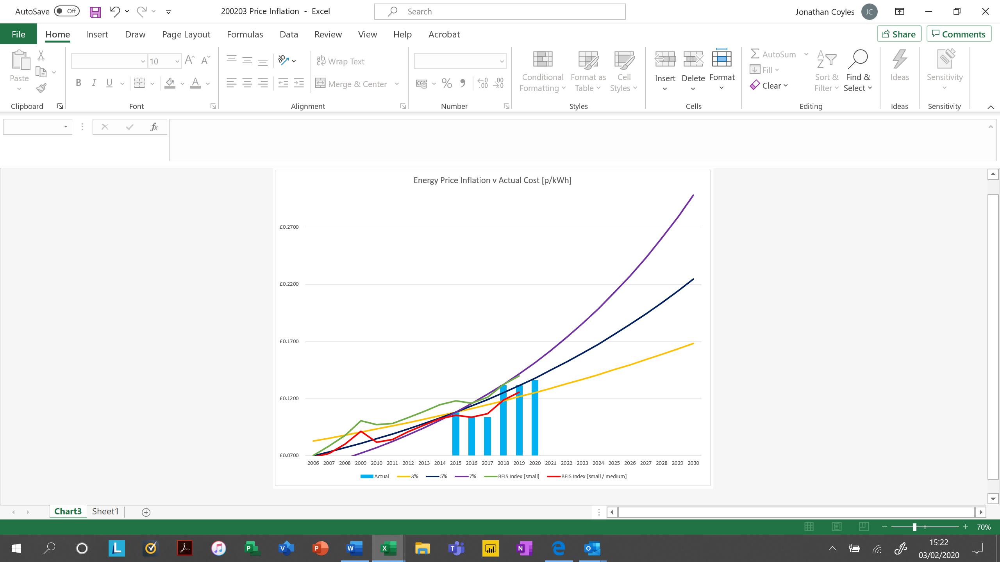 AutoSave Off 200203 Price Inflation - Excel Search Jonathan Coyles JC
File Home Insert Draw Page Layout Formulas Data Review View Help Acrobat Share Comments
Paste
10
Wrap Text
Merge & Center
Conditional Formatting
Format as Table
Cell Styles
Insert
Delete
Format
AutoSum
Fill
Clear
Sort & Filter
Find & Select
Ideas
Sensitivity
Clipboard Font Alignment Number Styles Cells Editing Ideas Sensitivity
fx
Energy Price Inflation v Actual Cost [p/kWh]
£0.2700
£0.2200
£0.1700
£0.1200
£0.0700
2006 2007 2008 2009 2010 2011 2012 2013 2014 2015 2016 2017 2018 2019 2020 2021 2022 2023 2024 2025 2026 2027 2028 2029 2030
Actual 3% 5% 7% BEIS Index [small] BEIS Index [small / medium]
Chart3 Sheet1
70%
15:22
03/02/2020